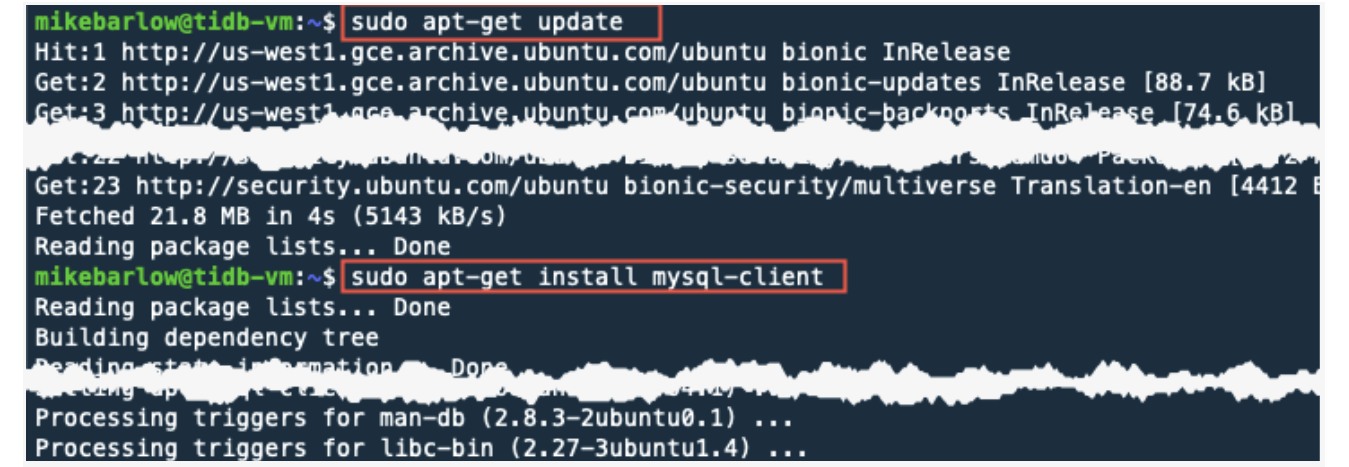 mikebarlow@tidb-vm:~$ sudo apt-get update
Hit:1 http://us-west1.gce.archive.ubuntu.com/ubuntu bionic InRelease
Get:2 http://us-west1.gce.archive.ubuntu.com/ubuntu bionic-updates InRelease [88.7 kB]
Get:3 http://us-west1.gce.archive.ubuntu.com/ubuntu bionic-backports InRelease [74.6 kB]
Get:23 http://security.ubuntu.com/ubuntu bionic-security/multiverse Translation-en [4412
Fetched 21.8 MB in 4s (5143 kB/s)
Reading package lists... Done
mikebarlow@tidb-vm:~$ sudo apt-get install mysql-client
Reading package lists... Done
Building dependency tree
Reading state information... Done
Processing triggers for man-db (2.8.3-2ubuntu0.1) ...
Processing triggers for libc-bin (2.27-3ubuntu1.4) ...